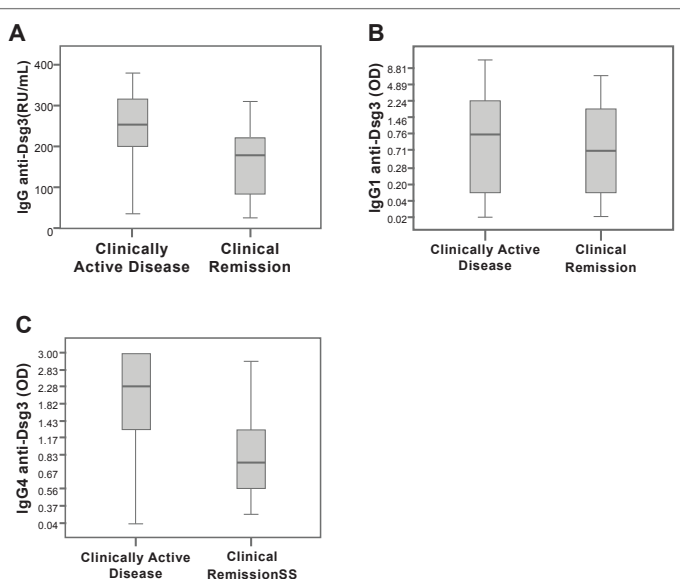 A
IgG anti-Dsg3(RU/mL)
400
300
200
100
0
Clinically
Active Disease
Clinical
Remission
B
IgG1 anti-Dsg3 (OD)
8.81
4.89
2.24
1.46
0.76
0.71
0.28
0.20
0.04
0.02
Clinically Active
Disease
Clinical
Remission
C
IgG4 anti-Dsg3 (OD)
3.00
2.83
2.28
1.82
1.43
1.17
0.83
0.67
0.56
0.37
0.04
Clinically Active
Disease
Clinical
RemissionSS